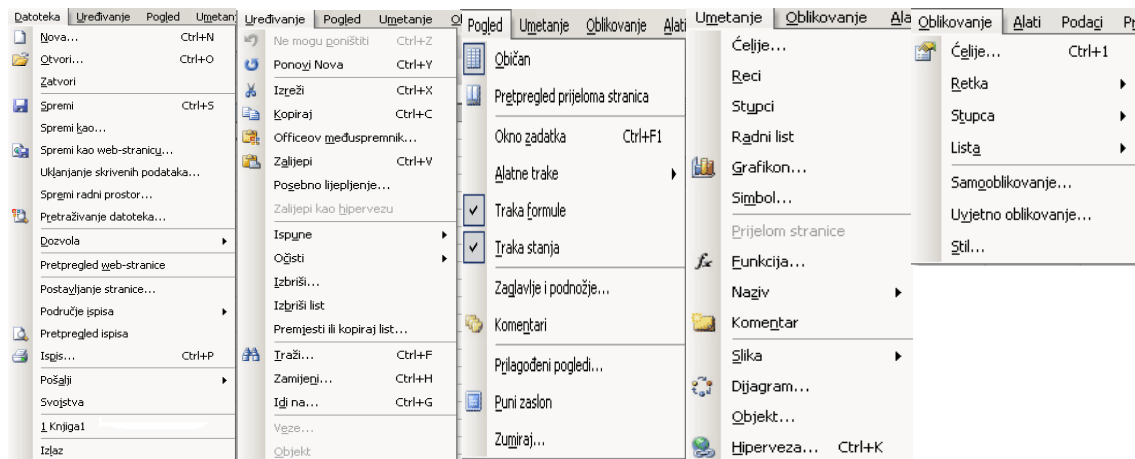 Datoteka Uređivanje Pogled Umetan
Nova... Ctrl+N
Otvori... Ctrl+O
Zatvori
Spremi Ctrl+S
Spremi kao...
Spremi kao web-stranicu...
Uklanjanje skrivenih podataka...
Spremi radni prostor...
Pretraživanje datoteka...
Dozvola
Pretpregled web-stranice
Postavljanje stranice...
Područje ispisa
Pretpregled ispisa
Ispis... Ctrl+P
Pošalji
Svojstva
1 Knjiga1
Izlaz
Uređivanje Pogled Umetanje
Ne mogu poništiti Ctrl+Z
Ponovi Nova Ctrl+Y
Izreži Ctrl+X
Kopiraj Ctrl+C
Officeov međuspremnik...
Zalijepi Ctrl+V
Posebno lijepljenje...
Zalijepi kao hipervezu
Ispune
Očisti
Izbriši...
Izbriši list
Premjesti ili kopiraj list...
Traži... Ctrl+F
Zamijeni... Ctrl+H
Idi na... Ctrl+G
Veze...
Objekt
Pogled Umetanje Oblikovanje Alati
Običan
Pretpregled prijeloma stranica
Okno zadatka Ctrl+F1
Alatne trake
Traka formule
Traka stanja
Zaglavlje i podnožje...
Komentari
Prilagođeni pogledi...
Puni zaslon
Zumiraj...
Umetanje Oblikovanje Ala
Ćelije...
Reci
Stupci
Radni list
Grafikon...
Simbol...
Prijelom stranice
Funkcija...
Naziv
Komentar
Slika
Dijagram...
Objekt...
Hiperveza... Ctrl+K
Oblikovanje Alati Podaci
Ćelije... Ctrl+1
Retka
Stupca
Lista
Samooblikovanje...
Uvjetno oblikovanje...
Stil...